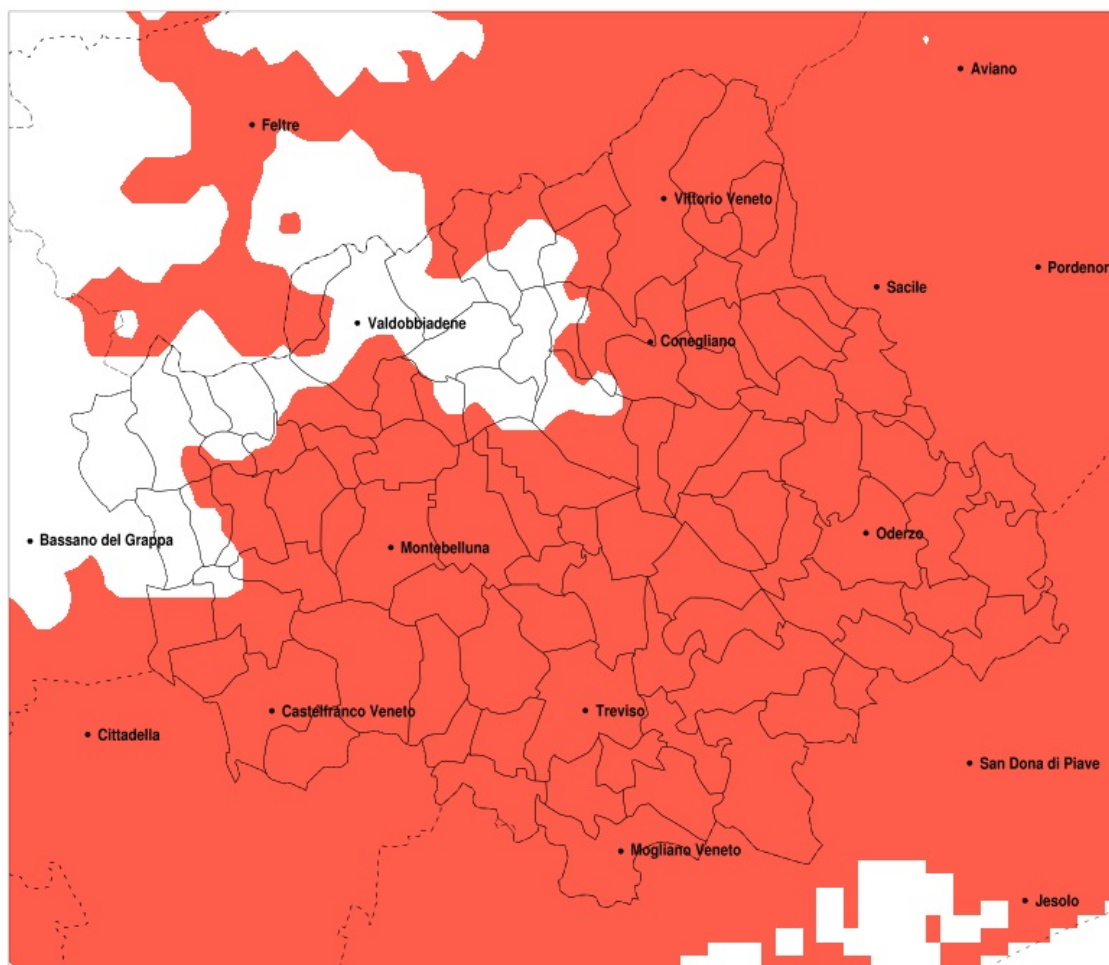 Aviano
Feltre
Vittorio Veneto
Pordenon
Sacile
Valdobbiadene
Conegliano
Oderzo
Bassano del Grappa
Montebelluna
Castelfranco Veneto
Treviso
Cittadella
San Dona di Piave
Mogliano Veneto
Jesolo